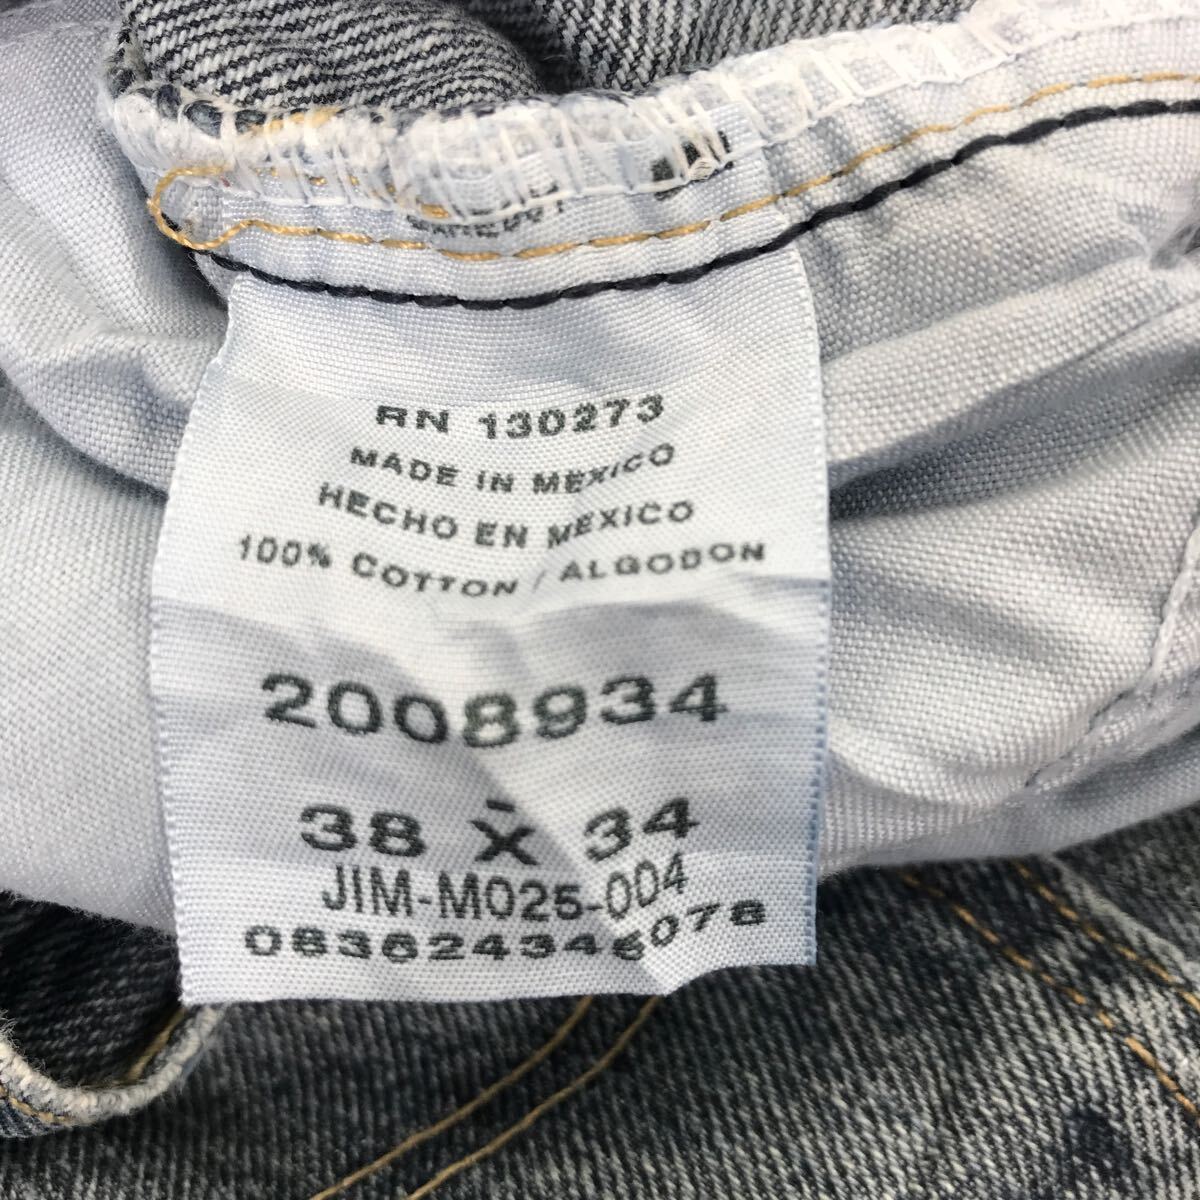 RN 130273
MADE IN MEXICO
HECHO EN MEXICO
100% COTTON / ALGODON
2008934
38 x 34
JIM-M025-004
083624346078